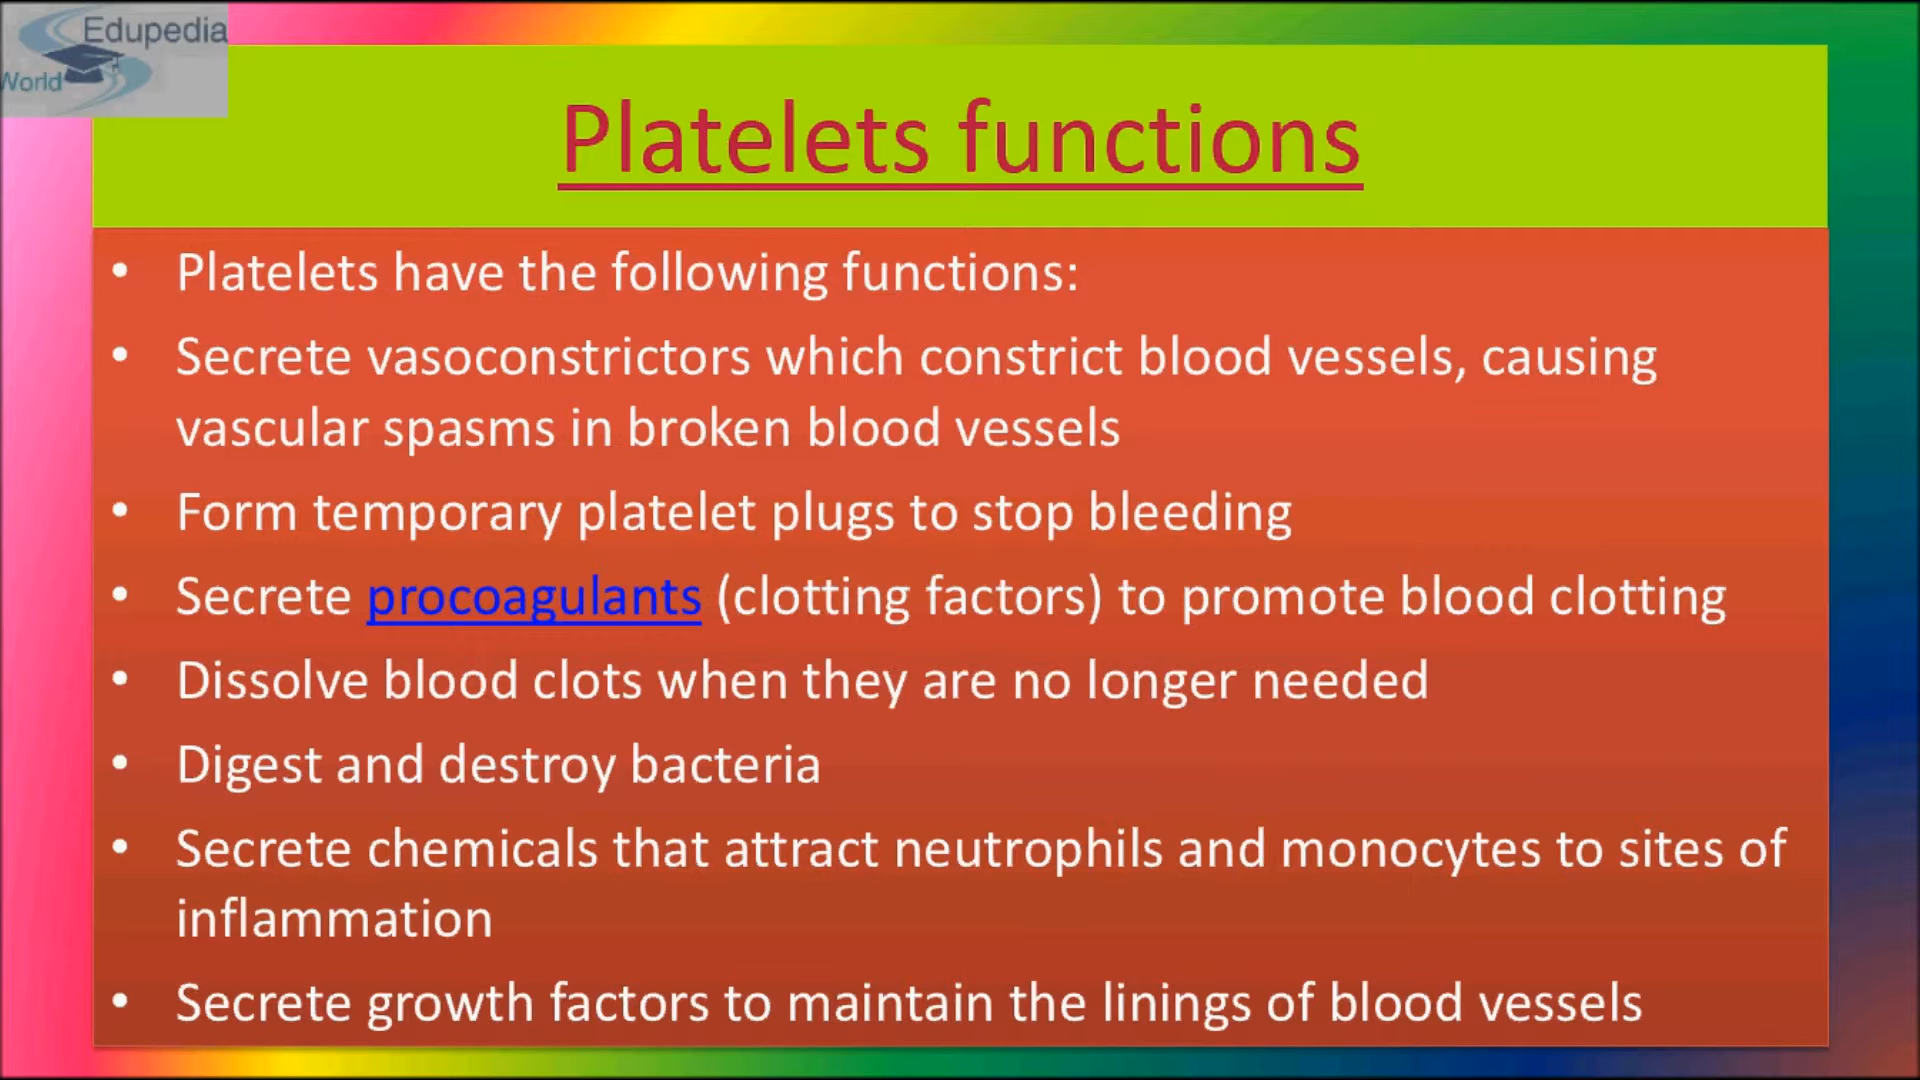 Edupedia
World
Platelets functions
• Platelets have the following functions:
• Secrete vasoconstrictors which constrict blood vessels, causing
vascular spasms in broken blood vessels
• Form temporary platelet plugs to stop bleeding
• Secrete procoagulants (clotting factors) to promote blood clotting
• Dissolve blood clots when they are no longer needed
• Digest and destroy bacteria
• Secrete chemicals that attract neutrophils and monocytes to sites of
inflammation
• Secrete growth factors to maintain the linings of blood vessels